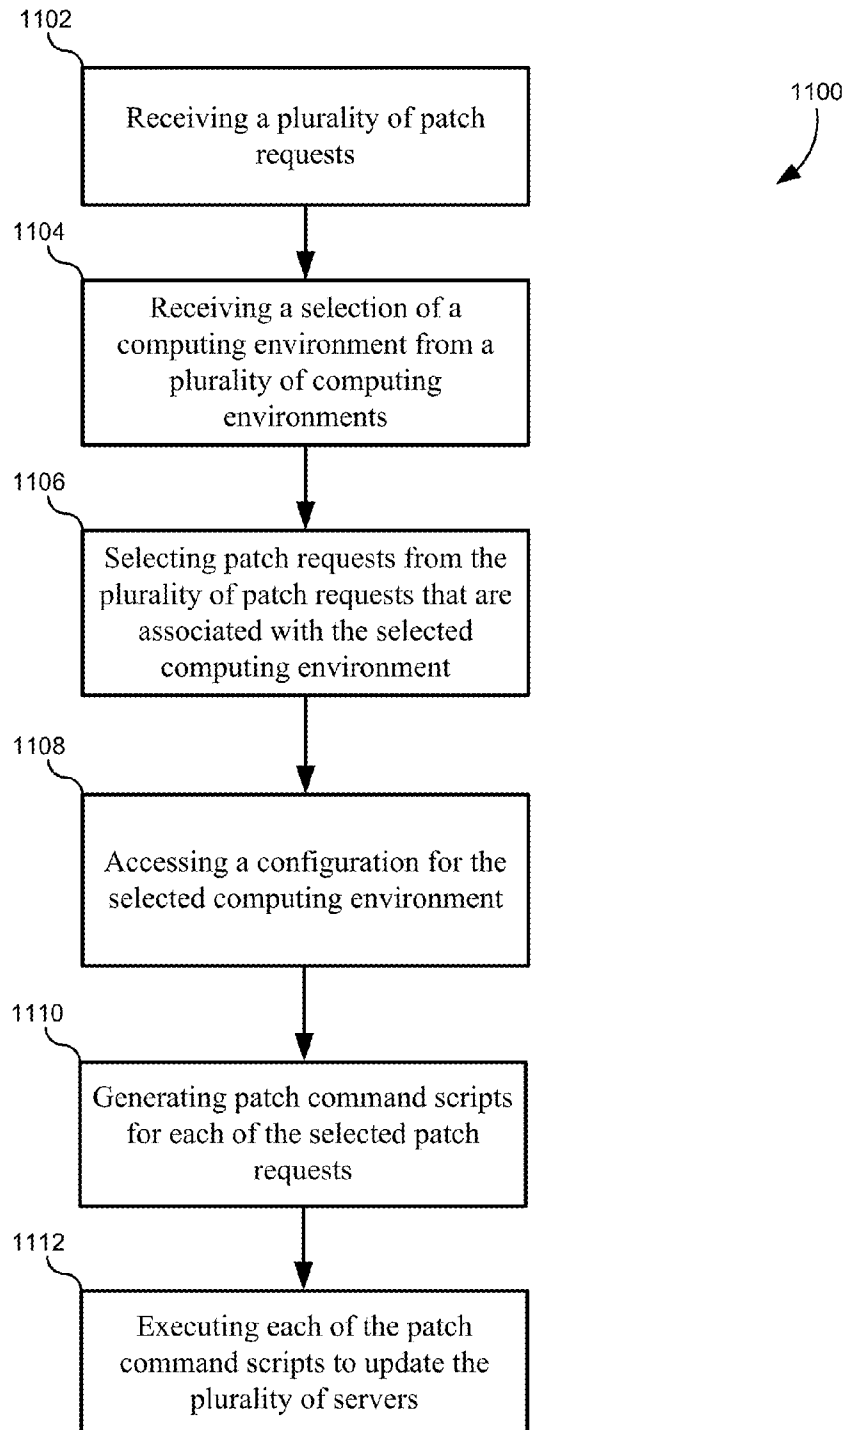 1102
1100
Receiving a plurality of patch
requests
1104
Receiving a selection of a
computing environment from a
plurality of computing
environments
1106
Selecting patch requests from the
plurality of patch requests that are
associated with the selected
computing environment
1108
Accessing a configuration for the
selected computing environment
1110
Generating patch command scripts
for each of the selected patch
requests
1112
Executing each of the patch
command scripts to update the
plurality of servers